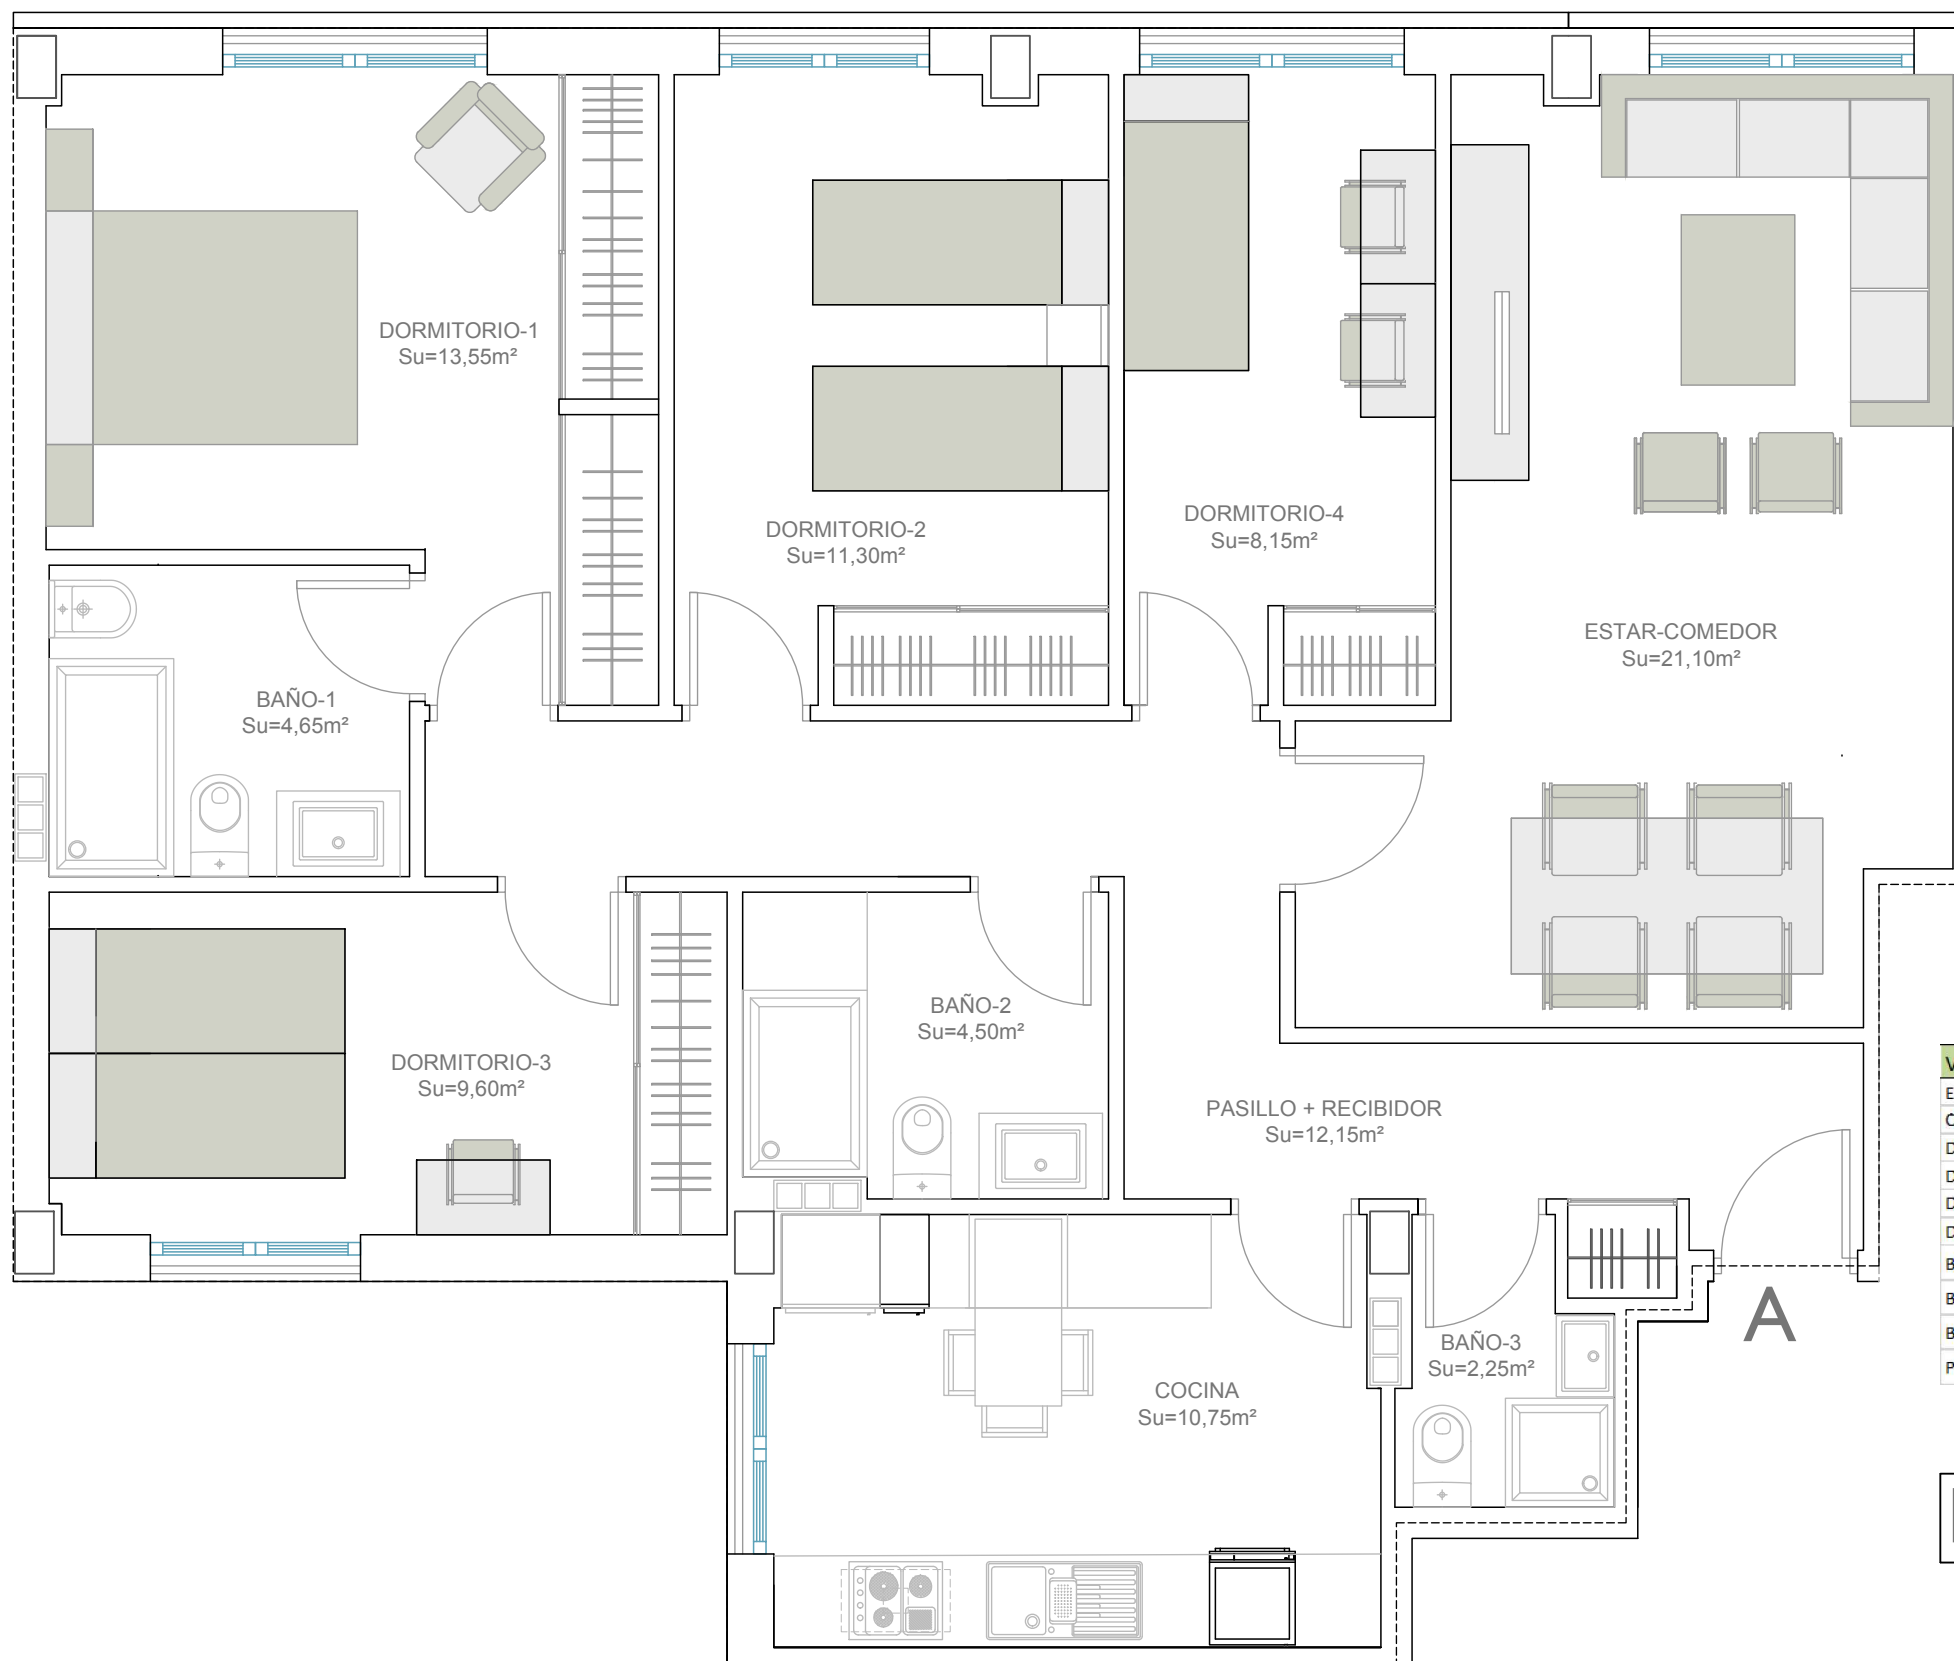 DORMITORIO-1
Su=13,55m²
DORMITORIO-2
Su=11,30m²
DORMITORIO-4
Su=8,15m²
ESTAR-COMEDOR
Su=21,10m²
BAÑO-1
Su=4,65m²
DORMITORIO-3
Su=9,60m²
BAÑO-2
Su=4,50m²
PASILLO + RECIBIDOR
Su=12,15m²
BAÑO-3
Su=2,25m²
COCINA
Su=10,75m²
A
V
E
C
D
D
D
D
B
B
B
P